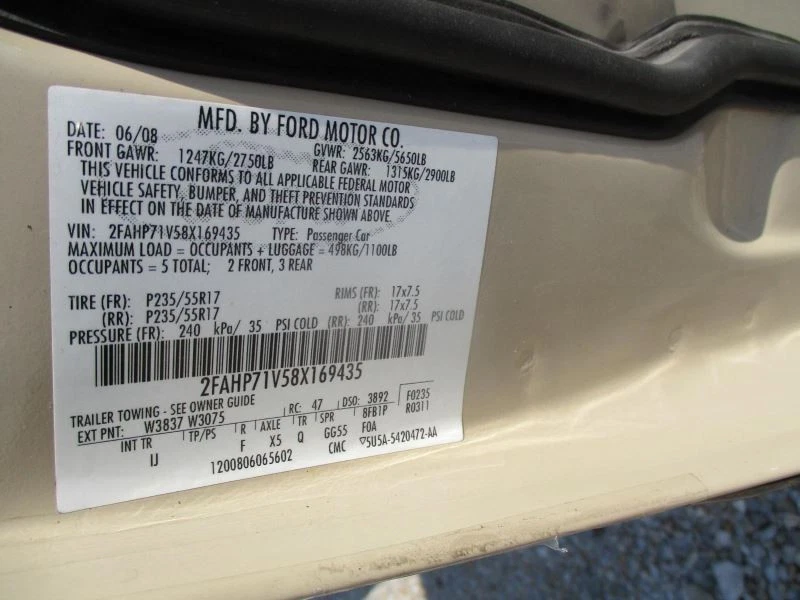 MFD. BY FORD MOTOR CO.
DATE: 06/08 GVWR: 2563KG/5650LB
FRONT GAWR: 1247KG/2750LB REAR GAWR: 1315KG/2900LB
THIS VEHICLE CONFORMS TO ALL APPLICABLE FEDERAL MOTOR
VEHICLE SAFETY, BUMPER, AND THEFT PREVENTION STANDARDS
IN EFFECT ON THE DATE OF MANUFACTURE SHOWN ABOVE.
VIN: 2FAHP71V58X169435 TYPE: Passenger Car
MAXIMUM LOAD = OCCUPANTS + LUGGAGE = 498KG/1100LB
OCCUPANTS = 5 TOTAL; 2 FRONT, 3 REAR
TIRE (FR): P235/55R17 RIMS (FR): 17x7.5
(RR): P235/55R17 (RR): 17x7.5
PRESSURE (FR): 240 kPa/ 35 PSI COLD (RR): 240 kPa/ 35 PSI COLD
2FAHP71V58X169435
TRAILER TOWING - SEE OWNER GUIDE
EXT PNT: W3837 W3075 RC: 47 DSO: 3892 F0235
INT TR TP/PS R AXLE TR SPR 8FB1P R0311
IJ F X5 Q GG55 F0A
1200806065602 CMC ▽5U5A-5420472-AA